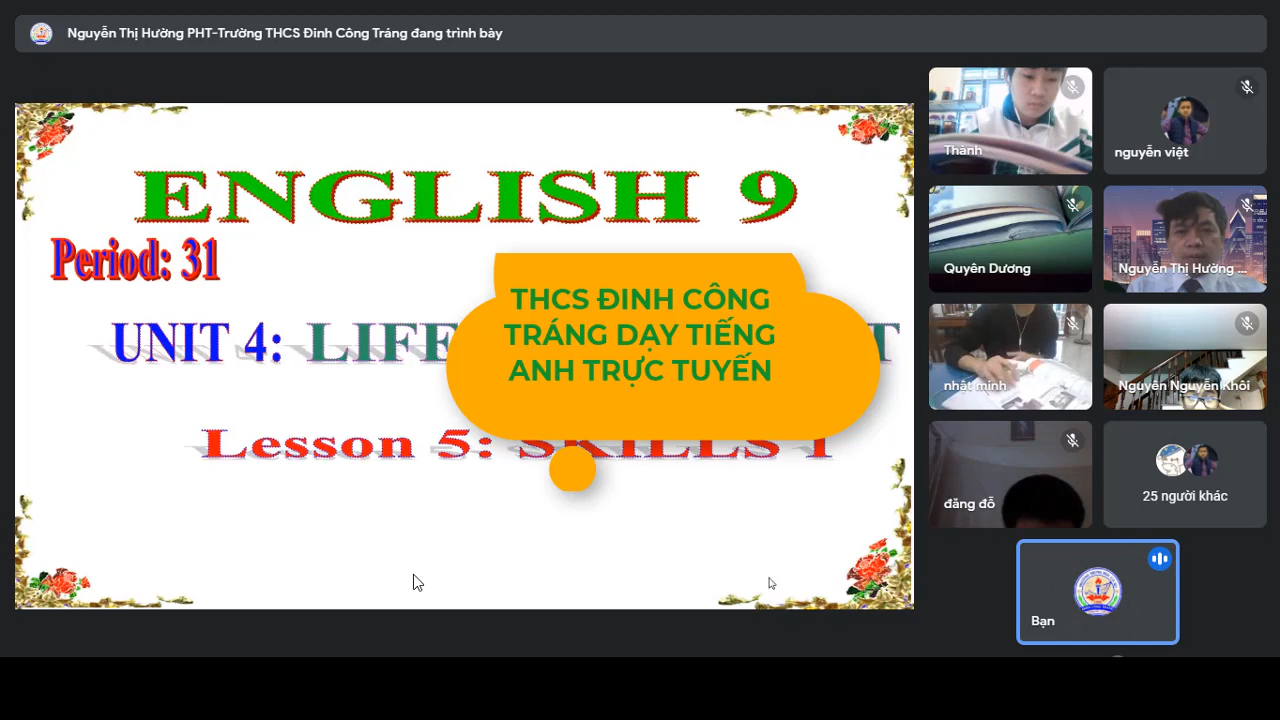 Nguyễn Thị Hường PHT-Trường THCS Đinh Công Tráng đang trình bày
ENGLISH 9
Period: 31
UNIT 4: LIFE
Lesson 5: SKILLS 1
THCS ĐINH CÔNG
TRÁNG DẠY TIẾNG
ANH TRỰC TUYẾN
Thành
nguyễn việt
Quyên Dương
Nguyễn Thị Hường ...
nhật minh
Nguyễn Nguyễn Khôi
đăng đỗ
25 người khác
Bạn